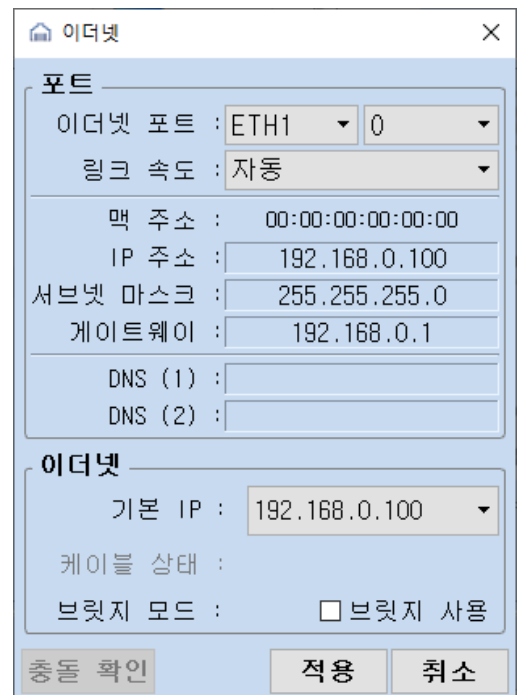 이더넷
포트
이더넷 포트 : ETH1 0
링크 속도 : 자동
맥 주소 : 00:00:00:00:00:00
IP 주소 : 192.168.0.100
서브넷 마스크 : 255.255.255.0
게이트웨이 : 192.168.0.1
DNS (1) :
DNS (2) :
이더넷
기본 IP : 192.168.0.100
케이블 상태 :
브릿지 모드 : 브릿지 사용
충돌 확인 적용 취소